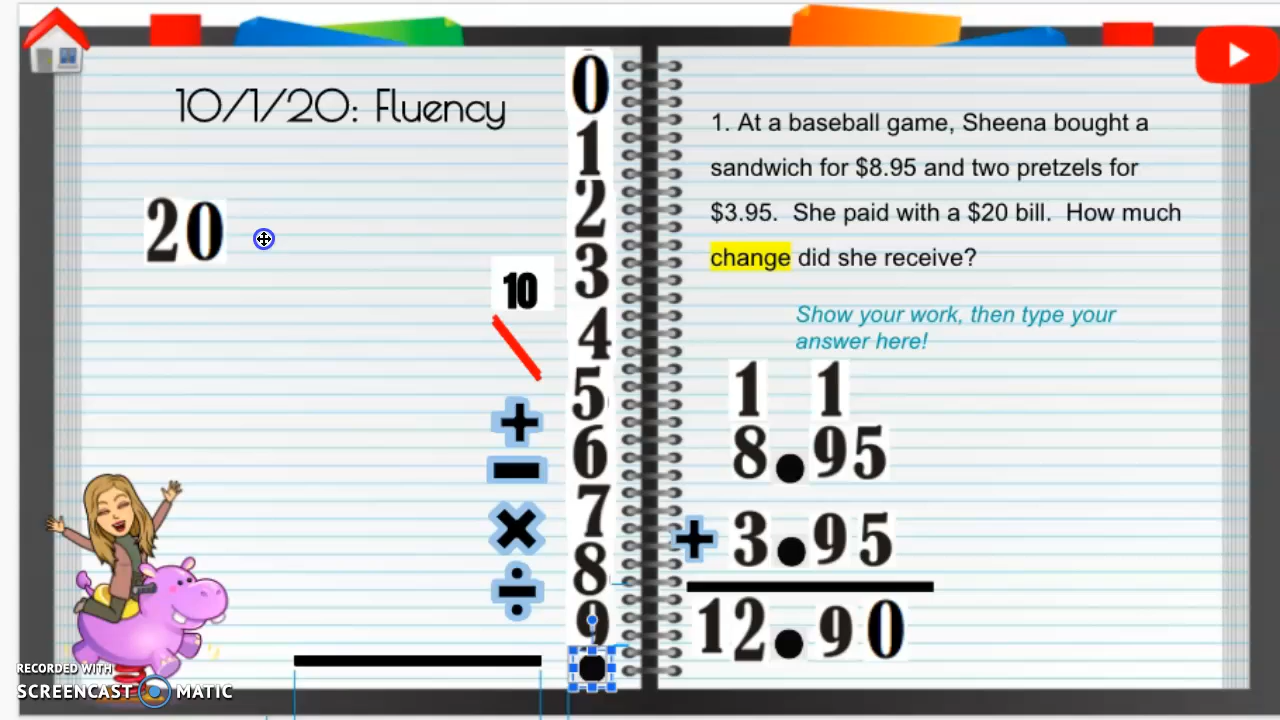 10/1/20: Fluency
20
10
+
−
×
÷
0
1
2
3
4
5
6
7
8
9
.
1. At a baseball game, Sheena bought a
sandwich for $8.95 and two pretzels for
$3.95.  She paid with a $20 bill.  How much
change did she receive?
Show your work, then type your
answer here!
1 1
8.95
+ 3.95
12.90
RECORDED WITH
SCREENCAST MATIC